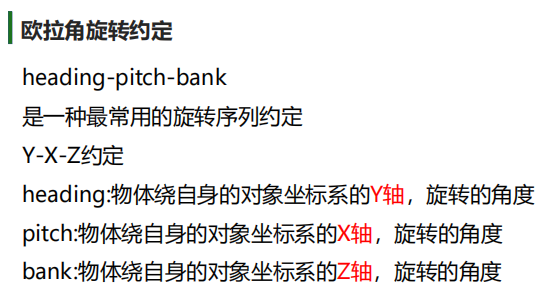 欧拉角旋转约定
heading-pitch-bank
是一种最常用的旋转序列约定
Y-X-Z约定
heading:物体绕自身的对象坐标系的Y轴，旋转的角度
pitch:物体绕自身的对象坐标系的X轴，旋转的角度
bank:物体绕自身的对象坐标系的Z轴，旋转的角度